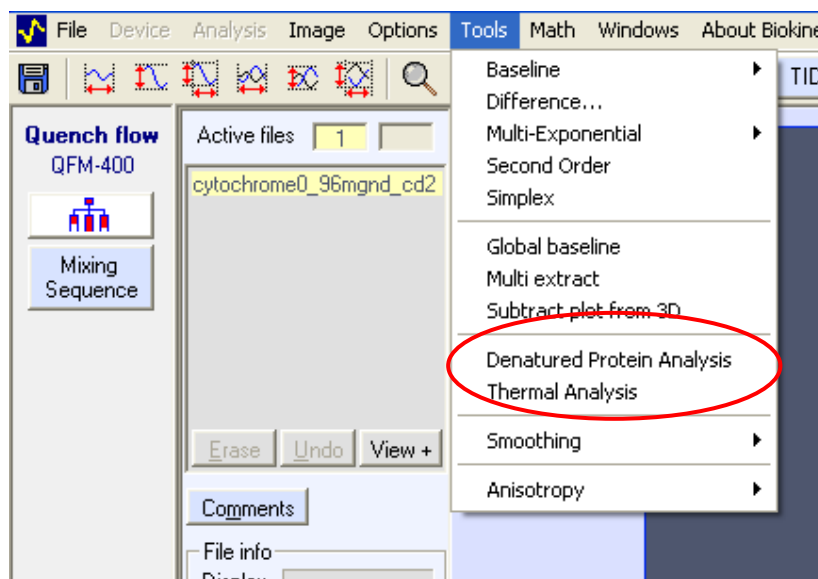 File Device Analysis Image Options Tools Math Windows About Biokine
TID
Quench flow
QFM-400
Mixing
Sequence
Active files 1
cytochrome0_96mgnd_cd2
Erase Undo View +
Comments
File info
Display
Baseline
Difference...
Multi-Exponential
Second Order
Simplex
Global baseline
Multi extract
Subtract plot from 3D
Denatured Protein Analysis
Thermal Analysis
Smoothing
Anisotropy